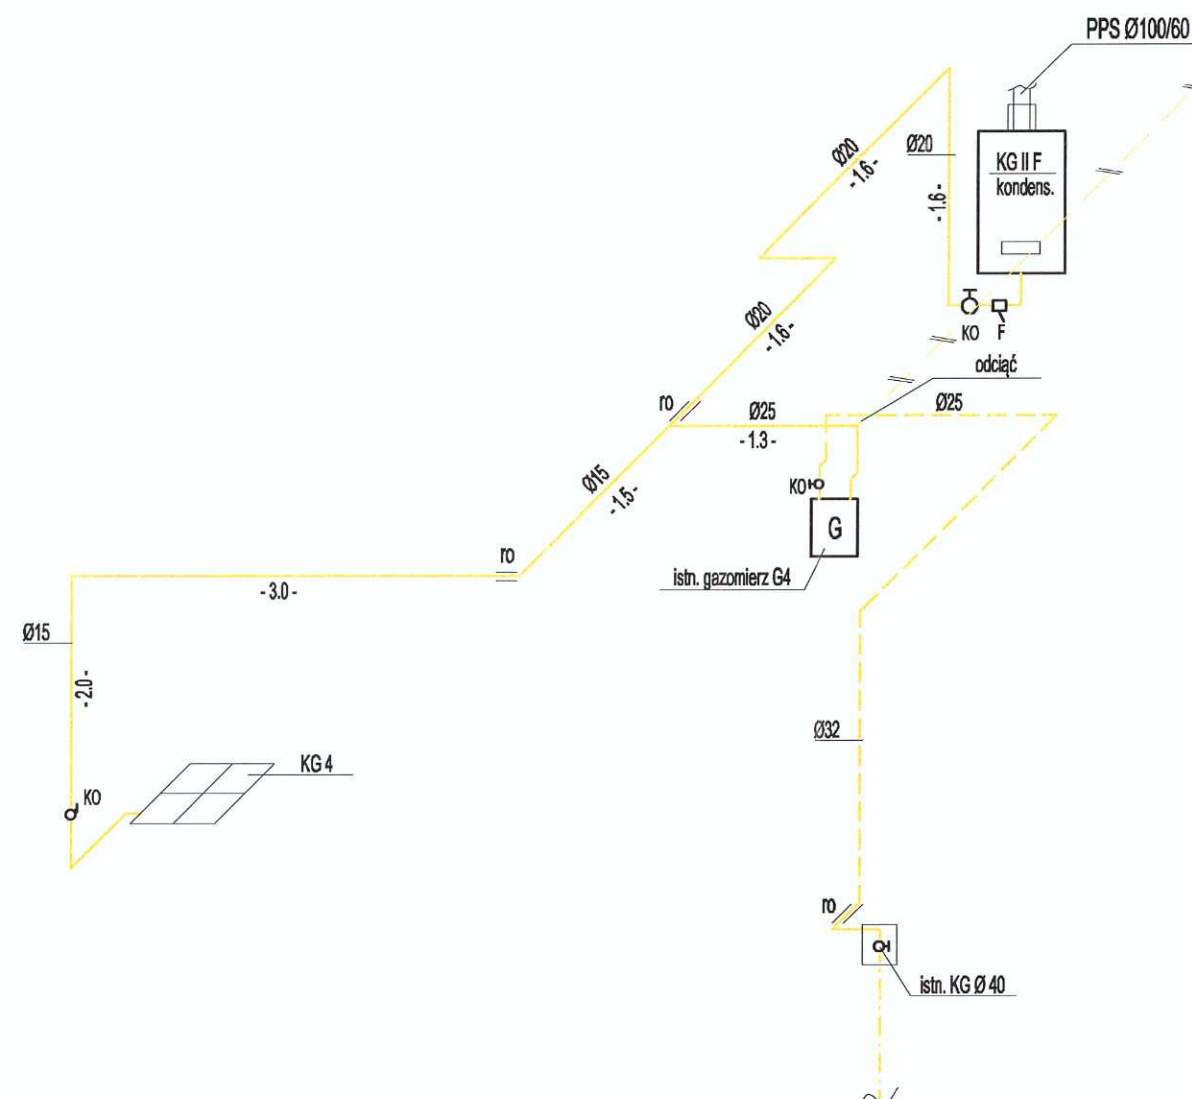 PPS Ø100/60
Ø20
- 1.6 -
Ø20
- 1.6 -
KG II F
kondens.
KO
F
Ø20
- 1.6 -
odciąć
ro
Ø25
- 1.3 -
Ø25
Ø15
- 1.5 -
KO
G
istn. gazomierz G4
ro
- 3.0 -
Ø15
- 2.0 -
Ø32
KG 4
KO
ro
istn. KG Ø 40